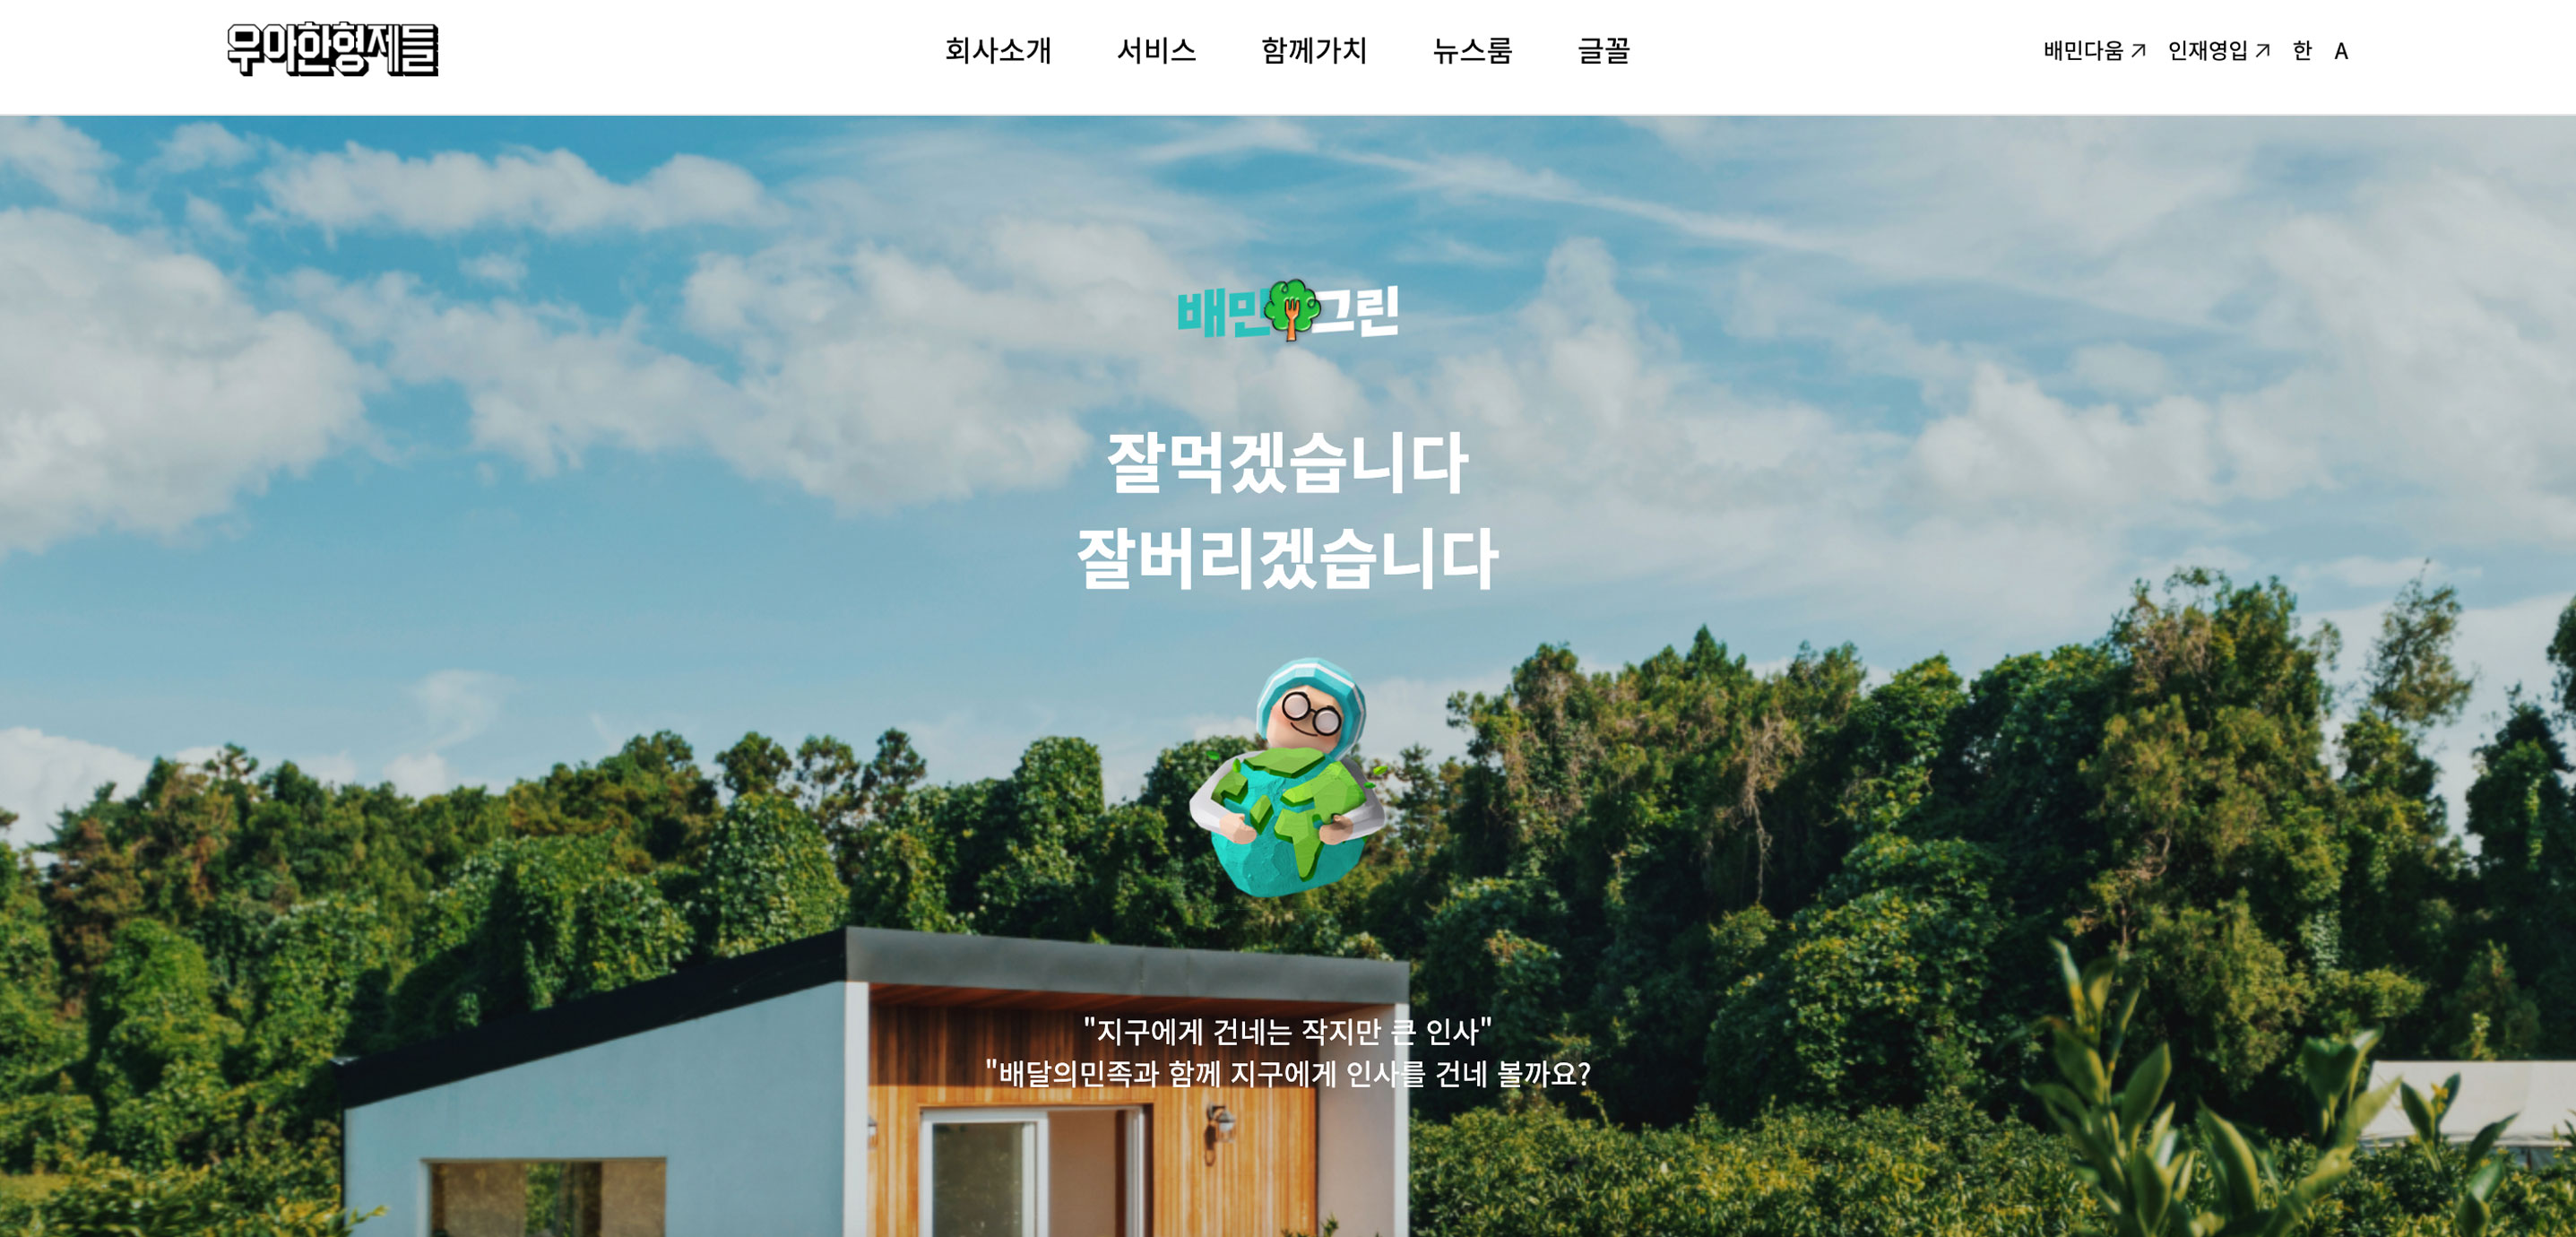 우아한형제들
회사소개 서비스 함께가치 뉴스룸 글꼴
배민다움 ↗ 인재영입 ↗ 한 A
배민그린
잘먹겠습니다
잘버리겠습니다
"지구에게 건네는 작지만 큰 인사"
"배달의민족과 함께 지구에게 인사를 건네 볼까요?